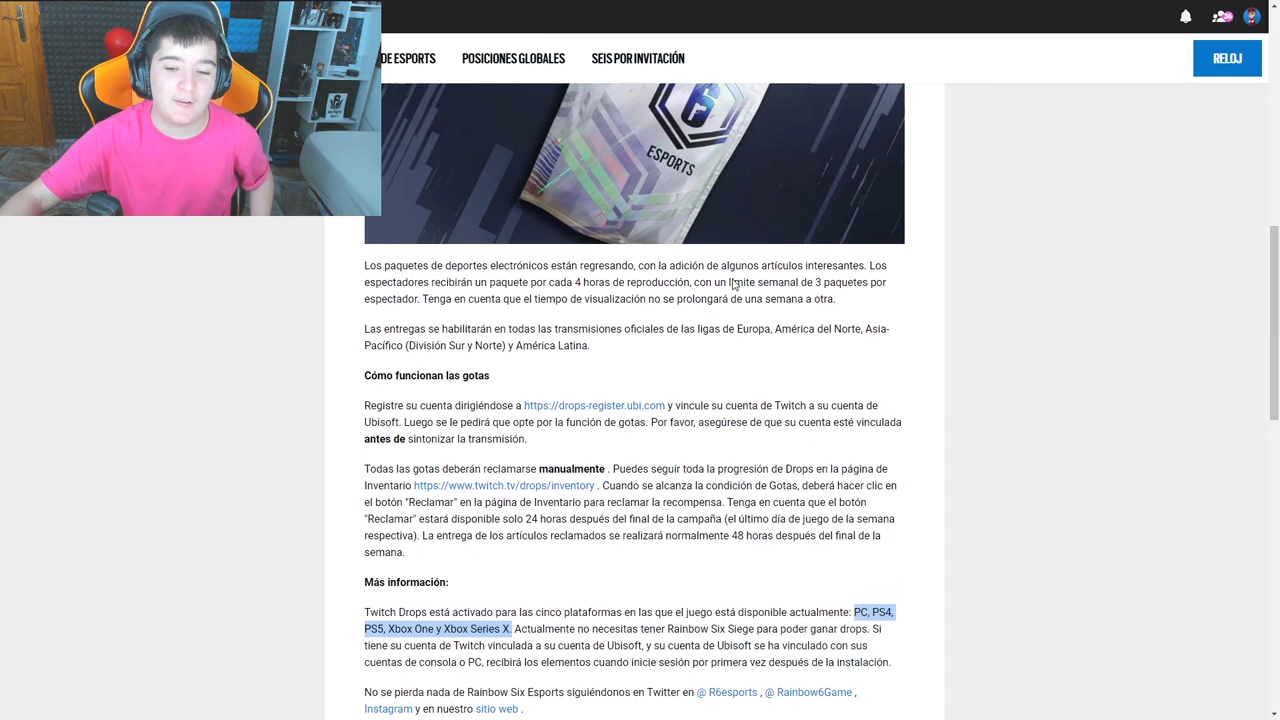 DE ESPORTS POSICIONES GLOBALES SEIS POR INVITACIÓN RELOJ
6
ESPORTS
Los paquetes de deportes electrónicos están regresando, con la adición de algunos artículos interesantes. Los
espectadores recibirán un paquete por cada 4 horas de reproducción, con un límite semanal de 3 paquetes por
espectador. Tenga en cuenta que el tiempo de visualización no se prolongará de una semana a otra.
Las entregas se habilitarán en todas las transmisiones oficiales de las ligas de Europa, América del Norte, Asia-
Pacífico (División Sur y Norte) y América Latina.
Cómo funcionan las gotas
Registre su cuenta dirigiéndose a https://drops-register.ubi.com y vincule su cuenta de Twitch a su cuenta de
Ubisoft. Luego se le pedirá que opte por la función de gotas. Por favor, asegúrese de que su cuenta esté vinculada
antes de sintonizar la transmisión.
Todas las gotas deberán reclamarse manualmente . Puedes seguir toda la progresión de Drops en la página de
Inventario https://www.twitch.tv/drops/inventory . Cuando se alcanza la condición de Gotas, deberá hacer clic en
el botón "Reclamar" en la página de Inventario para reclamar la recompensa. Tenga en cuenta que el botón
"Reclamar" estará disponible solo 24 horas después del final de la campaña (el último día de juego de la semana
respectiva). La entrega de los artículos reclamados se realizará normalmente 48 horas después del final de la
semana.
Más información:
Twitch Drops está activado para las cinco plataformas en las que el juego está disponible actualmente: PC, PS4,
PS5, Xbox One y Xbox Series X. Actualmente no necesitas tener Rainbow Six Siege para poder ganar drops. Si
tiene su cuenta de Twitch vinculada a su cuenta de Ubisoft, y su cuenta de Ubisoft se ha vinculado con sus
cuentas de consola o PC, recibirá los elementos cuando inicie sesión por primera vez después de la instalación.
No se pierda nada de Rainbow Six Esports siguiéndonos en Twitter en @ R6esports , @ Rainbow6Game ,
Instagram y en nuestro sitio web .